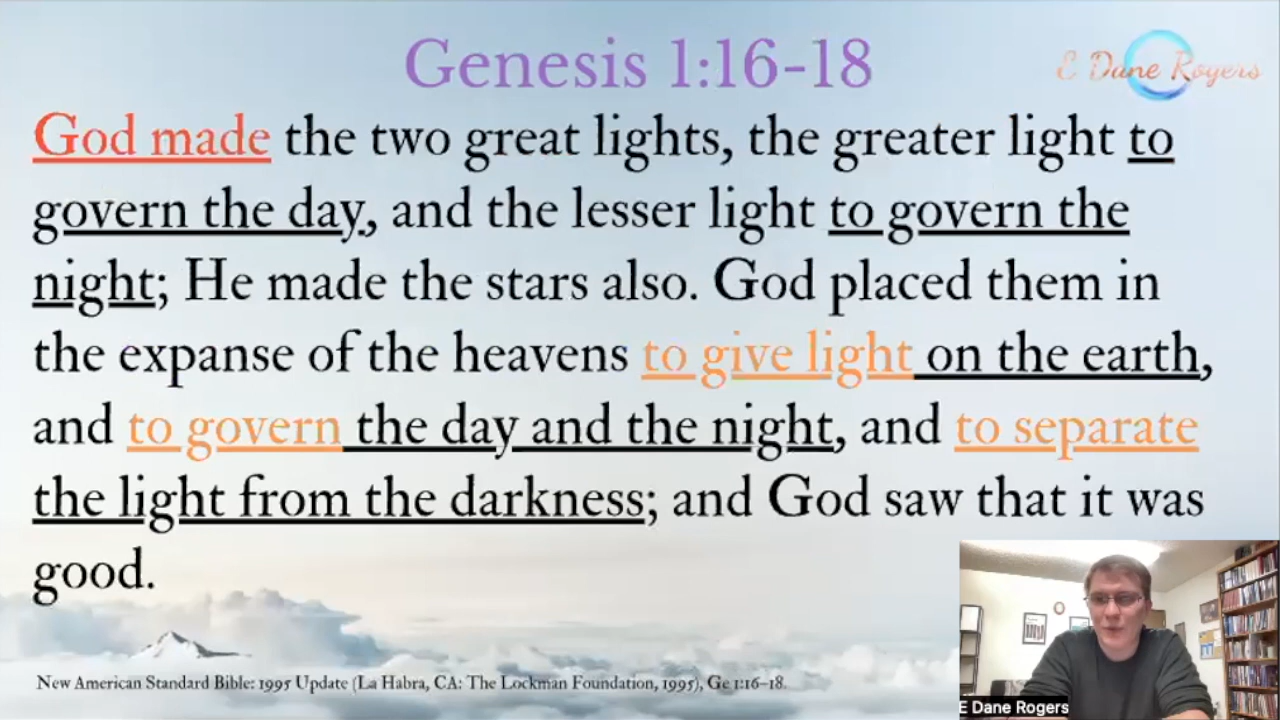 Genesis 1:16-18
E Dane Rogers
God made the two great lights, the greater light to
govern the day, and the lesser light to govern the
night; He made the stars also. God placed them in
the expanse of the heavens to give light on the earth,
and to govern the day and the night, and to separate
the light from the darkness; and God saw that it was
good.
New American Standard Bible: 1995 Update (La Habra, CA: The Lockman Foundation, 1995), Ge 1:16–18.
E Dane Rogers